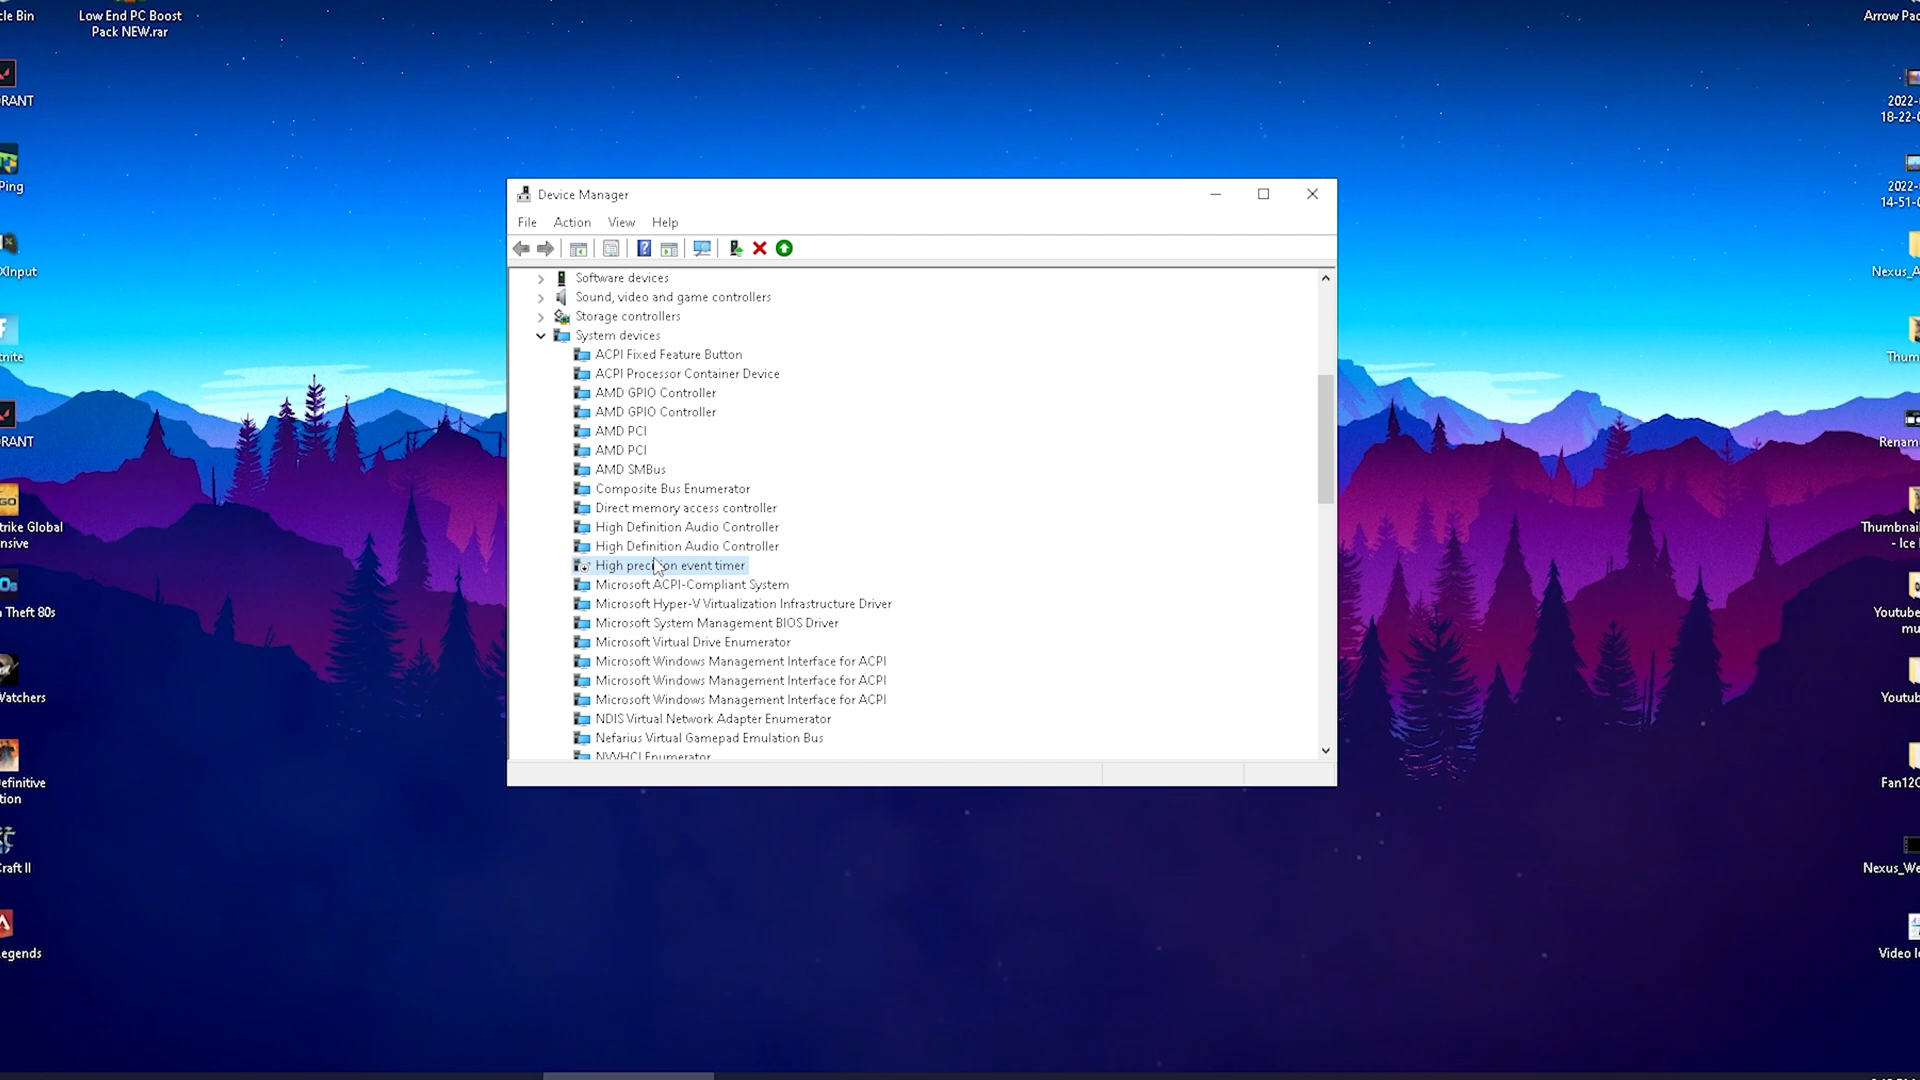 cle Bin
Low End PC Boost
Pack NEW.rar
RANT
Ping
XInput
tnite
RANT
GO
trike Global
nsive
0s
Theft 80s
Watchers
efinitive
tion
raft II
egends
Device Manager
File Action View Help
Software devices
Sound, video and game controllers
Storage controllers
System devices
ACPI Fixed Feature Button
ACPI Processor Container Device
AMD GPIO Controller
AMD GPIO Controller
AMD PCI
AMD PCI
AMD SMBus
Composite Bus Enumerator
Direct memory access controller
High Definition Audio Controller
High Definition Audio Controller
High precision event timer
Microsoft ACPI-Compliant System
Microsoft Hyper-V Virtualization Infrastructure Driver
Microsoft System Management BIOS Driver
Microsoft Virtual Drive Enumerator
Microsoft Windows Management Interface for ACPI
Microsoft Windows Management Interface for ACPI
Microsoft Windows Management Interface for ACPI
NDIS Virtual Network Adapter Enumerator
Nefarius Virtual Gamepad Emulation Bus
NVVHCI Enumerator
Arrow Pac
2022-
18-22-0
2022-
14-51-0
Nexus_A
Thum
Renam
Thumbnail
- Ice
Youtube
mu
Youtub
Fan12C
Nexus_We
Video I